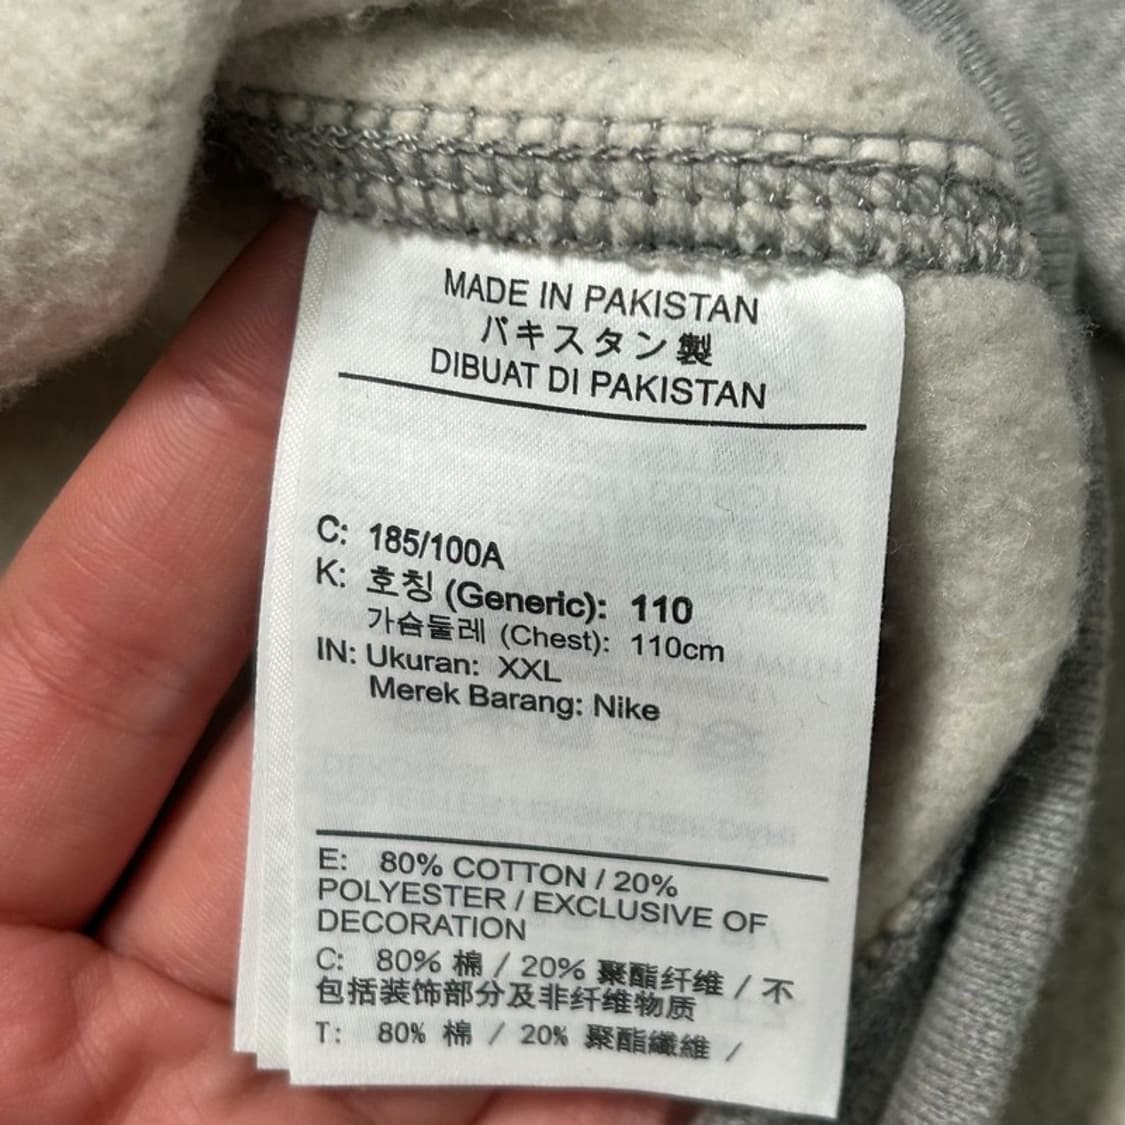 MADE IN PAKISTAN
パキスタン製
DIBUAT DI PAKISTAN
C: 185/100A
K: 호칭 (Generic): 110
가슴둘레 (Chest): 110cm
IN: Ukuran: XXL
Merek Barang: Nike
E: 80% COTTON / 20%
POLYESTER / EXCLUSIVE OF
DECORATION
C: 80% 棉 / 20% 聚酯纤维 / 不
包括装饰部分及非纤维物质
T: 80% 棉 / 20% 聚酯纖維 /